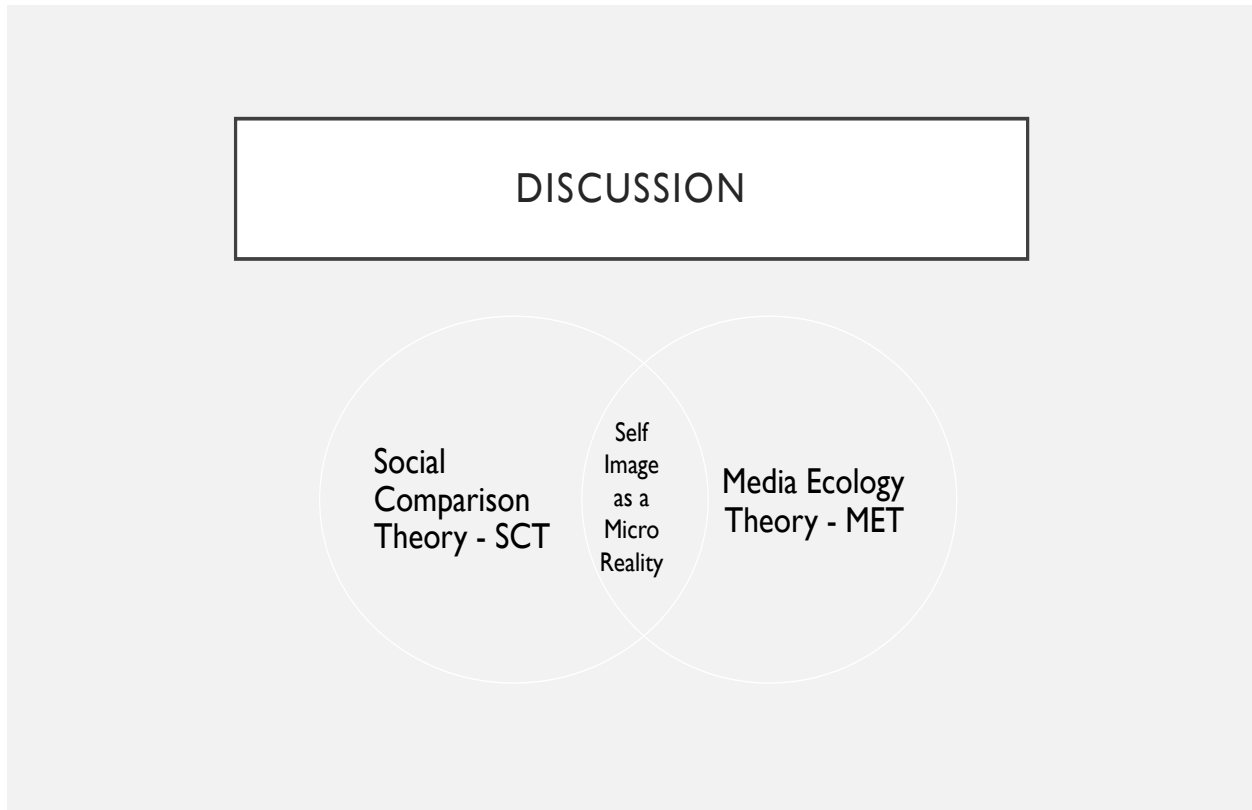 DISCUSSION
Social
Comparison
Theory - SCT
Self
Image
as a
Micro
Reality
Media Ecology
Theory - MET